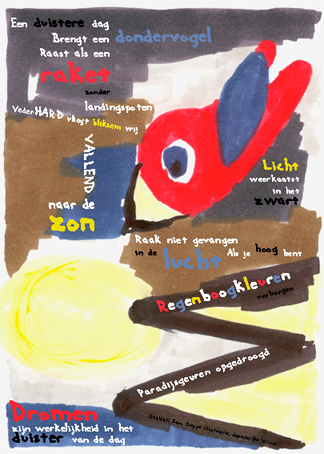 Een duistere dag
Brengt een dondervogel
Raast als een
raket
zonder
landingspoten
VederHARD vliegt bliksem vrij
VALLEND
naar de
zon
Licht
weerkaatst
in het
zwart
Raak niet gevangen
in de lucht Als je hoog bent
Regenboogkleuren
verborgen
Paradijsgeuren opgedroogd
Dromen
zijn werkelijkheid in het
duister van de dag